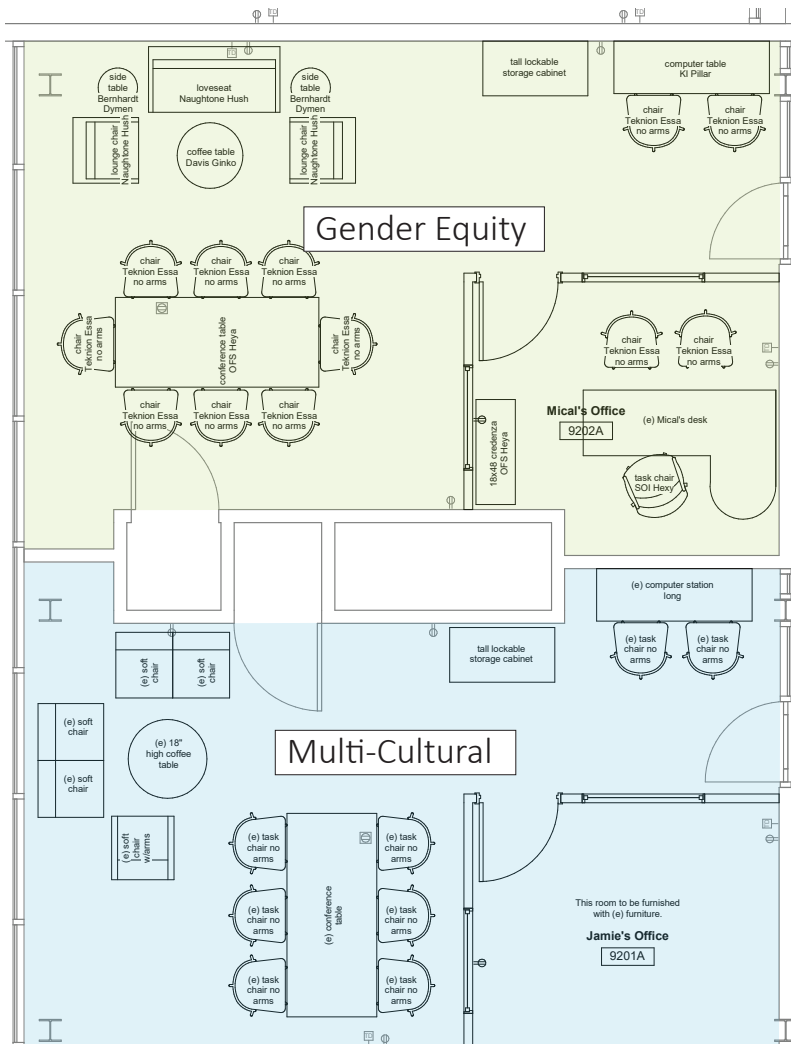 TD
TD
side
table
Bernhardt
Dymen
loveseat
Naughtone Hush
side
table
Bernhardt
Dymen
tall lockable
storage cabinet
computer table
KI Pillar
lounge chair
Naughtone Hush
coffee table
Davis Ginko
lounge chair
Naughtone Hush
chair
Teknion Essa
no arms
chair
Teknion Essa
no arms
Gender Equity
chair
Teknion Essa
no arms
chair
Teknion Essa
no arms
chair
Teknion Essa
no arms
chair
Teknion Essa
no arms
conference table
OFS Heya
chair
Teknion Essa
no arms
chair
Teknion Essa
no arms
chair
Teknion Essa
no arms
chair
Teknion Essa
no arms
chair
Teknion Essa
no arms
chair
Teknion Essa
no arms
Mical's Office
9202A
(e) Mical's desk
18x48 credenza
OFS Heya
task chair
SOI Hexy
(e) computer station
long
(e) task
chair no
arms
(e) task
chair no
arms
tall lockable
storage cabinet
(e) soft
chair
(e) soft
chair
(e) soft
chair
(e) soft
chair
(e) 18"
high coffee
table
Multi-Cultural
(e) soft
chair
w/arms
(e) task
chair no
arms
(e) task
chair no
arms
(e) task
chair no
arms
(e) conference
table
(e) task
chair no
arms
(e) task
chair no
arms
(e) task
chair no
arms
This room to be furnished
with (e) furniture.
Jamie's Office
9201A